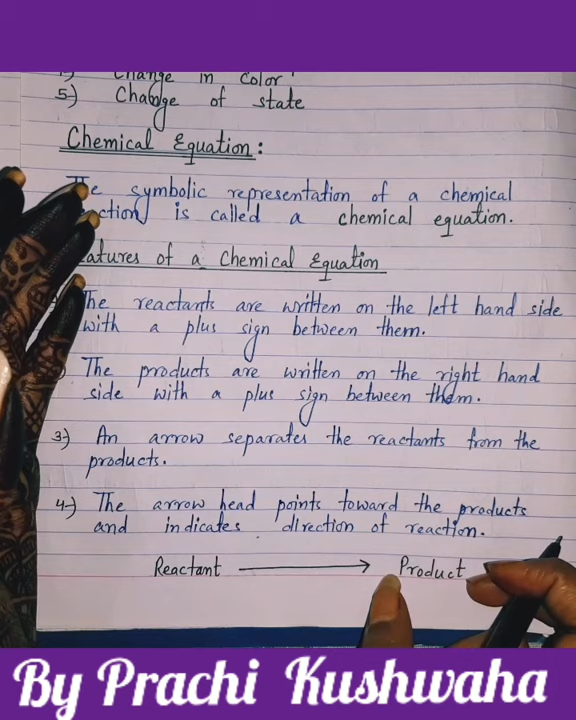 Change in color
5) Change of state
Chemical Equation:
symbolic representation of a chemical
is called a chemical equation.
of a Chemical Equation
The reactants are written on the left hand side
with a plus sign between them.
The products are written on the right hand
side with a plus sign between them.
3) An arrow separates the reactants from the
products.
4) The arrow head points toward the products
and indicates direction of reaction.
Reactant ⟶ Product
By Prachi Kushwaha